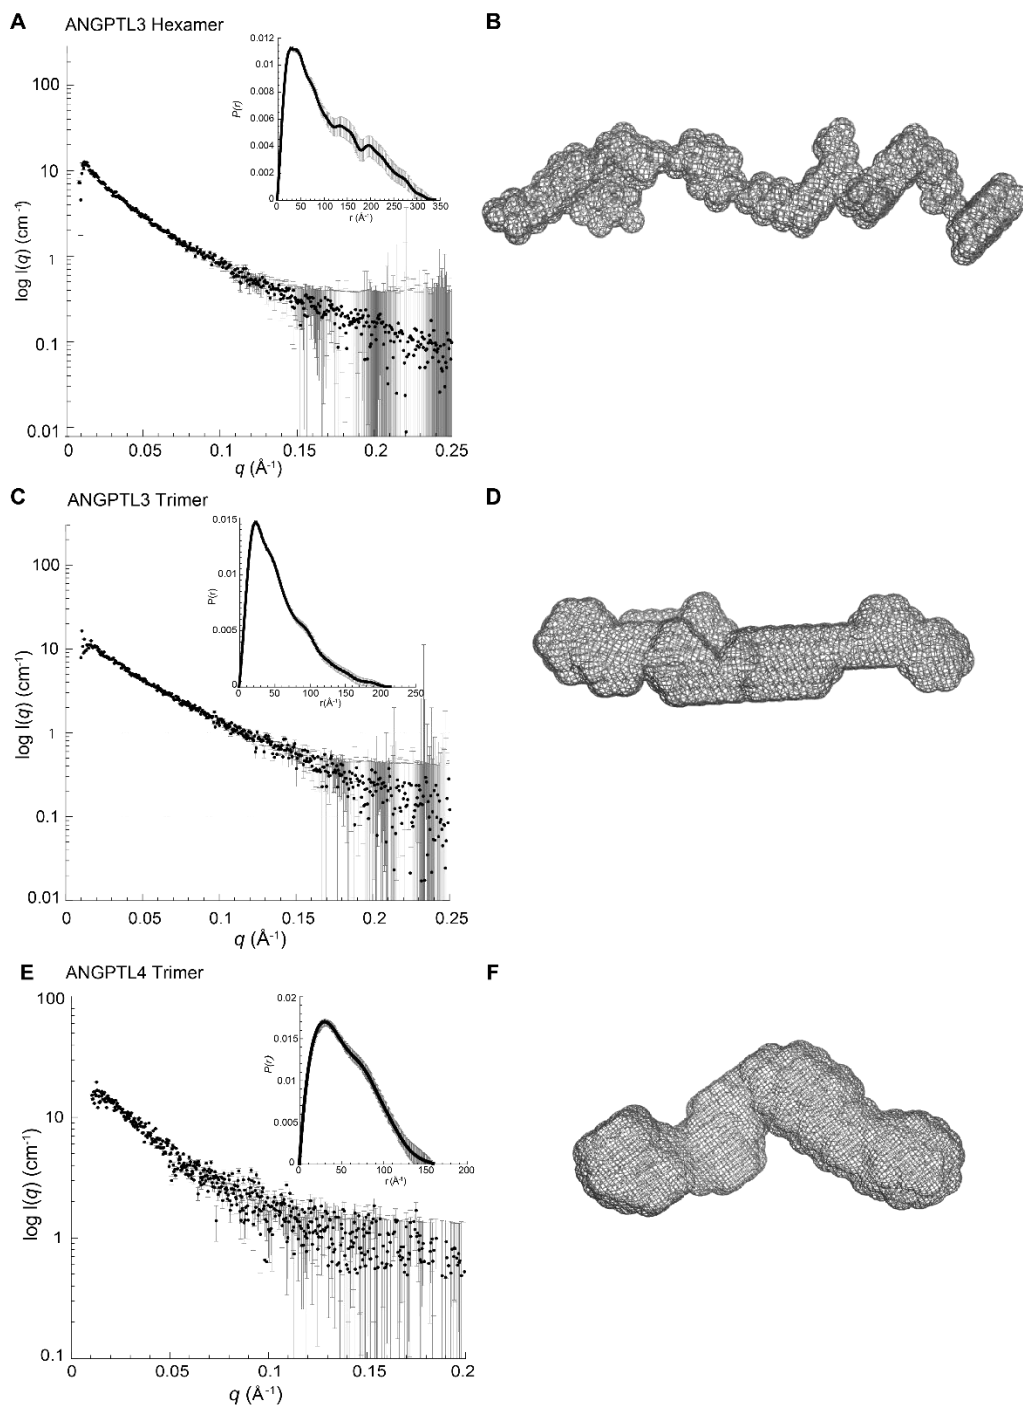 A ANGPTL3 Hexamer
B
log I(q) (cm⁻¹)
100
10
1
0.1
0.01
0 0.05 0.1 0.15 0.2 0.25
q (Å⁻¹)
P(r)
0.012
0.01
0.008
0.006
0.004
0.002
0
0 50 100 150 200 250 300 350
r (Å⁻¹)
C ANGPTL3 Trimer
D
log I(q) (cm⁻¹)
100
10
1
0.1
0.01
0 0.05 0.1 0.15 0.2 0.25
q (Å⁻¹)
P(r)
0.015
0.01
0.005
0
0 50 100 150 200 250
r(Å⁻¹)
E ANGPTL4 Trimer
F
log I(q) (cm⁻¹)
100
10
1
0.1
0 0.05 0.1 0.15 0.2
q (Å⁻¹)
P(r)
0.02
0.015
0.01
0.005
0
0 50 100 150 200
r (Å⁻¹)